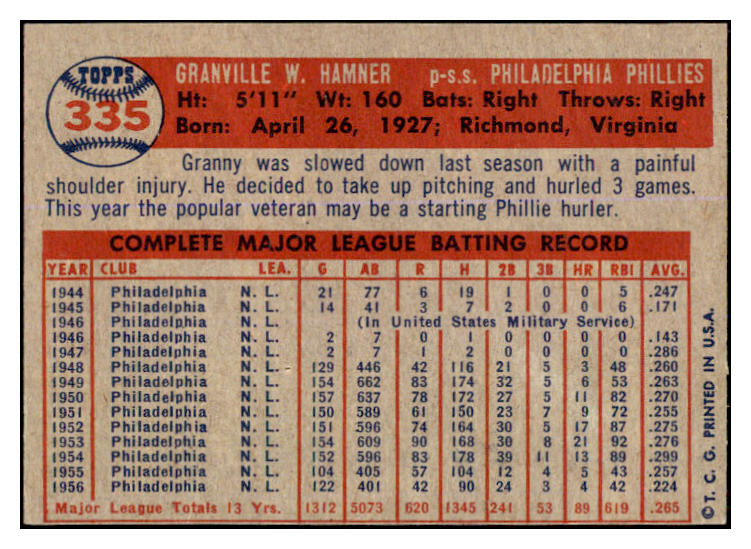 TOPPS
335
GRANVILLE W. HAMNER p-s.s. PHILADELPHIA PHILLIES
Ht: 5'11" Wt: 160 Bats: Right Throws: Right
Born: April 26, 1927; Richmond, Virginia
Granny was slowed down last season with a painful
shoulder injury. He decided to take up pitching and hurled 3 games.
This year the popular veteran may be a starting Phillie hurler.
COMPLETE MAJOR LEAGUE BATTING RECORD
YEAR CLUB LEA. G AB R H 2B 3B HR RBI AVG.
1944 Philadelphia N. L. 21 77 6 19 1 0 0 5 .247
1945 Philadelphia N. L. 14 41 3 7 2 0 0 6 .171
1946 Philadelphia N. L. (In United States Military Service)
1946 Philadelphia N. L. 2 7 0 1 0 0 0 0 .143
1947 Philadelphia N. L. 2 7 1 2 0 0 0 0 .286
1948 Philadelphia N. L. 129 446 42 116 21 5 3 48 .260
1949 Philadelphia N. L. 154 662 83 174 32 5 6 53 .263
1950 Philadelphia N. L. 157 637 78 172 27 5 11 82 .270
1951 Philadelphia N. L. 150 589 61 150 23 7 9 72 .255
1952 Philadelphia N. L. 151 596 74 164 30 5 17 87 .275
1953 Philadelphia N. L. 154 609 90 168 30 8 21 92 .276
1954 Philadelphia N. L. 152 596 83 178 39 11 13 89 .299
1955 Philadelphia N. L. 104 405 57 104 12 4 5 43 .257
1956 Philadelphia N. L. 122 401 42 90 24 3 4 42 .224
Major League Totals 13 Yrs. 1312 5073 620 1345 241 53 89 619 .265
©T. C. G. PRINTED IN U.S.A.